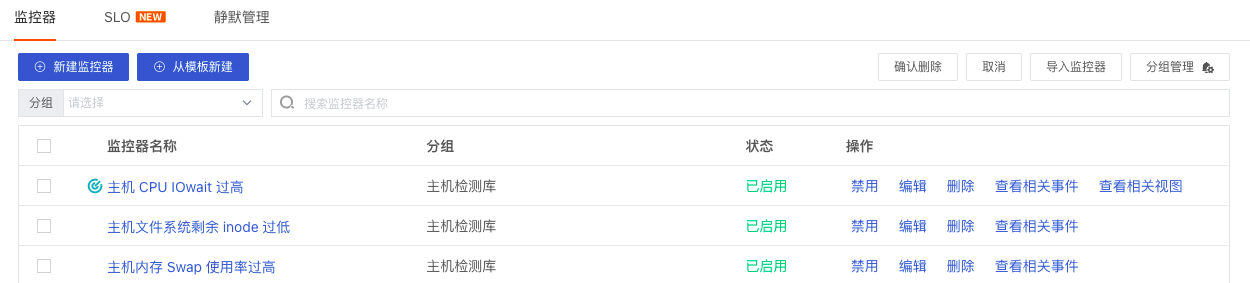 监控器 SLO NEW 静默管理
新建监控器 从模板新建 确认删除 取消 导入监控器 分组管理
分组 请选择 搜索监控器名称
监控器名称 分组 状态 操作
主机 CPU IOwait 过高 主机检测库 已启用 禁用 编辑 删除 查看相关事件 查看相关视图
主机文件系统剩余 inode 过低 主机检测库 已启用 禁用 编辑 删除 查看相关事件
主机内存 Swap 使用率过高 主机检测库 已启用 禁用 编辑 删除 查看相关事件